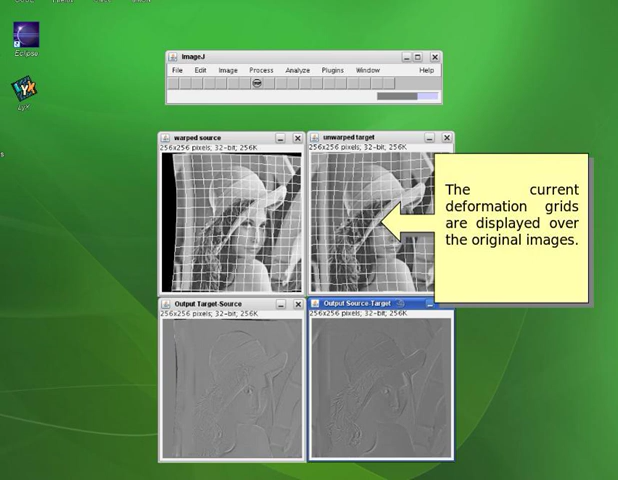 Eclipse
LyX
s
ImageJ
File Edit Image Process Analyze Plugins Window Help
warped source
256x256 pixels; 32-bit; 256K
unwarped target
256x256 pixels; 32-bit; 256K
The current
deformation grids
are displayed over
the original images.
Output Target-Source
256x256 pixels; 32-bit; 256K
Output Source-Target
256x256 pixels; 32-bit; 256K